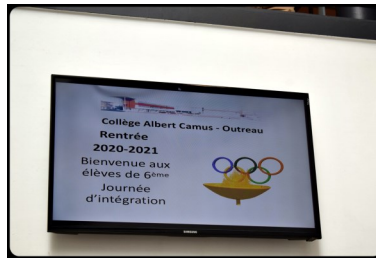 Collège Albert Camus - Outreau
Rentrée
2020-2021
Bienvenue aux
élèves de 6ème
Journée
d'intégration
SAMSUNG